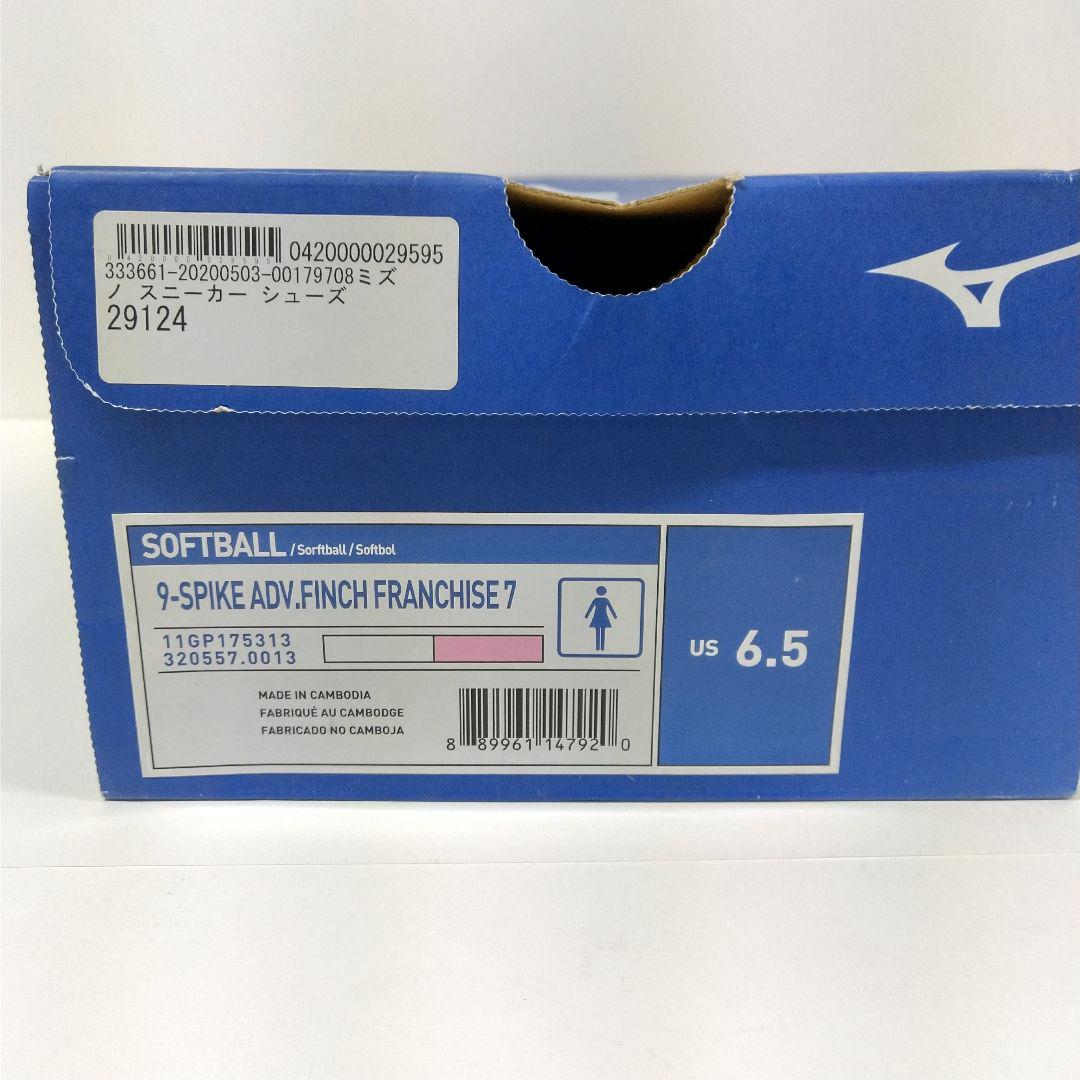 0420000029595
0420000029595
333661-20200503-00179708ミズ
ノ スニーカー シューズ
29124
SOFTBALL / Sorftball / Softbol
9-SPIKE ADV.FINCH FRANCHISE 7
11GP175313
320557.0013
MADE IN CAMBODIA
FABRIQUÉ AU CAMBODGE
FABRICADO NO CAMBOJA
8 89961 14792 0
US 6.5